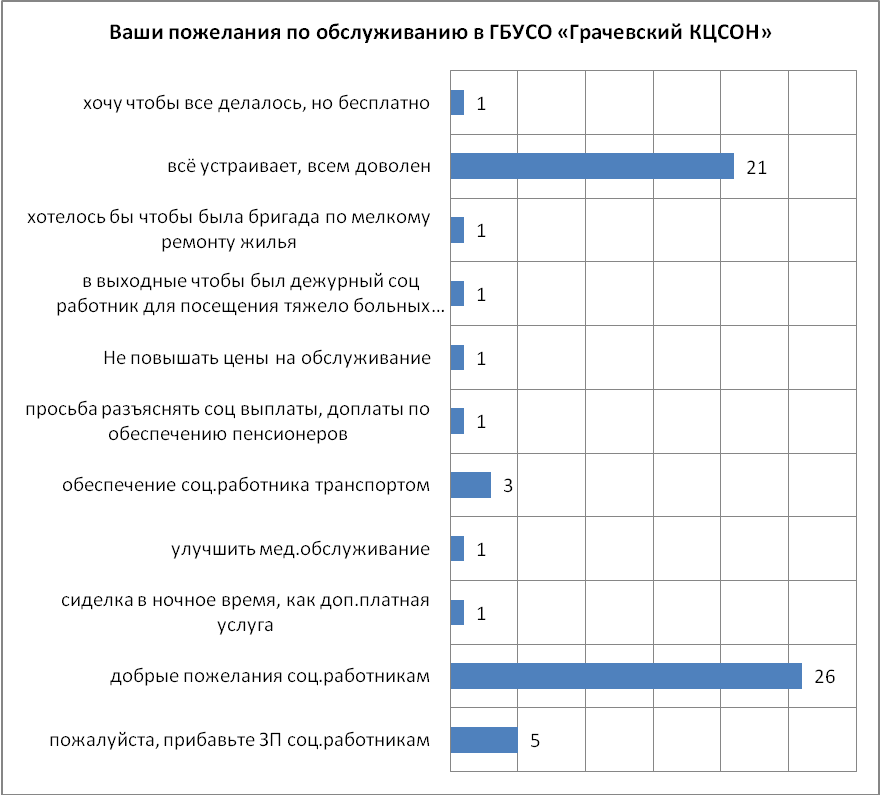 Ваши пожелания по обслуживанию в ГБУСО «Грачевский КЦСОН»
хочу чтобы все делалось, но бесплатно
1
всё устраивает, всем доволен
21
хотелось бы чтобы была бригада по мелкому
ремонту жилья
1
в выходные чтобы был дежурный соц
работник для посещения тяжело больных...
1
Не повышать цены на обслуживание
1
просьба разъяснять соц выплаты, доплаты по
обеспечению пенсионеров
1
обеспечение соц.работника транспортом
3
улучшить мед.обслуживание
1
сиделка в ночное время, как доп.платная
услуга
1
добрые пожелания соц.работникам
26
пожалуйста, прибавьте ЗП соц.работникам
5